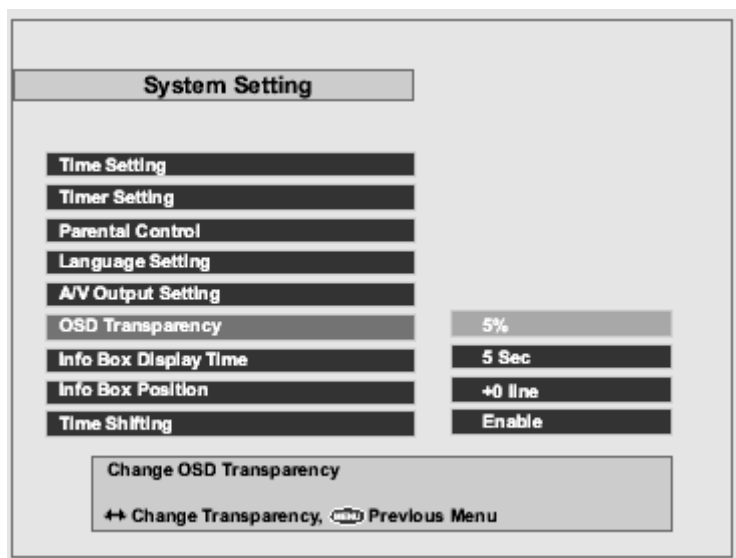 System Setting
Time Setting
Timer Setting
Parental Control
Language Setting
A/V Output Setting
OSD Transparency 5%
Info Box Display Time 5 Sec
Info Box Position +0 line
Time Shifting Enable
Change OSD Transparency
↔ Change Transparency, MENU Previous Menu